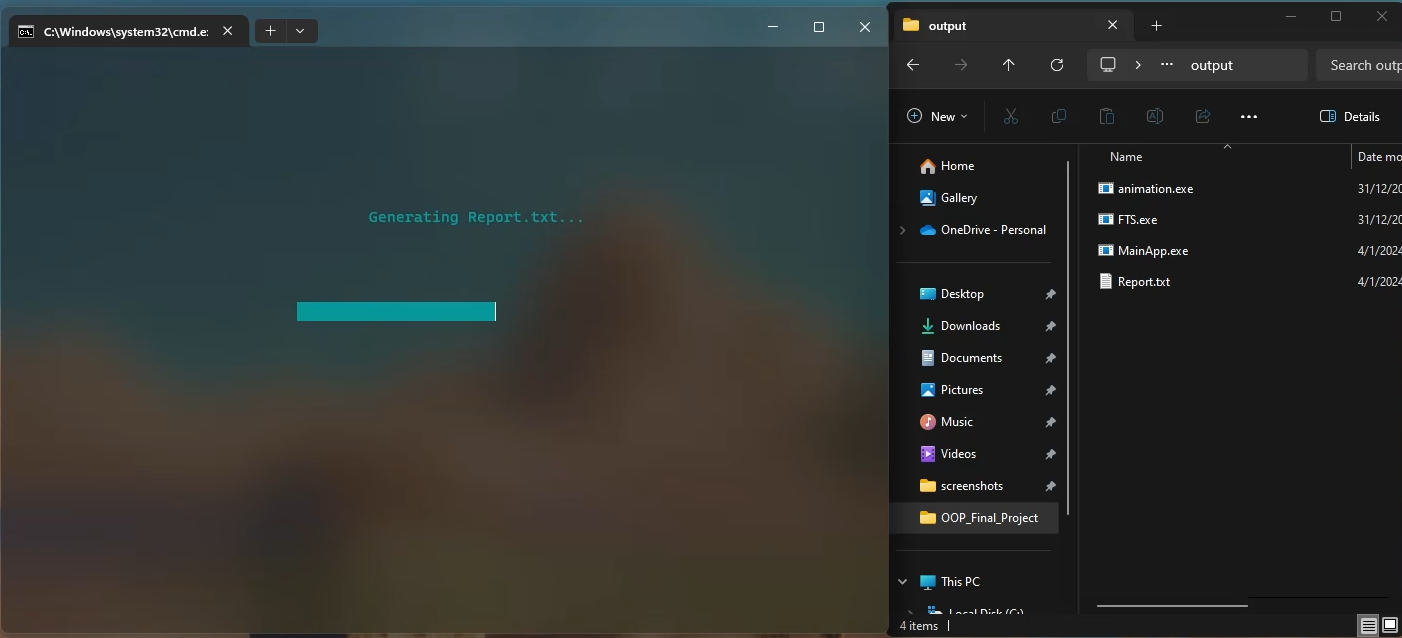 C:\Windows\system32\cmd.e:
Generating Report.txt...
output
output
Search outp
New
Details
Home
Gallery
OneDrive - Personal
Desktop
Downloads
Documents
Pictures
Music
Videos
screenshots
OOP_Final_Project
This PC
Local Disk (C:)
Name
Date mo
animation.exe
31/12/20
FTS.exe
31/12/20
MainApp.exe
4/1/2024
Report.txt
4/1/2024
4 items